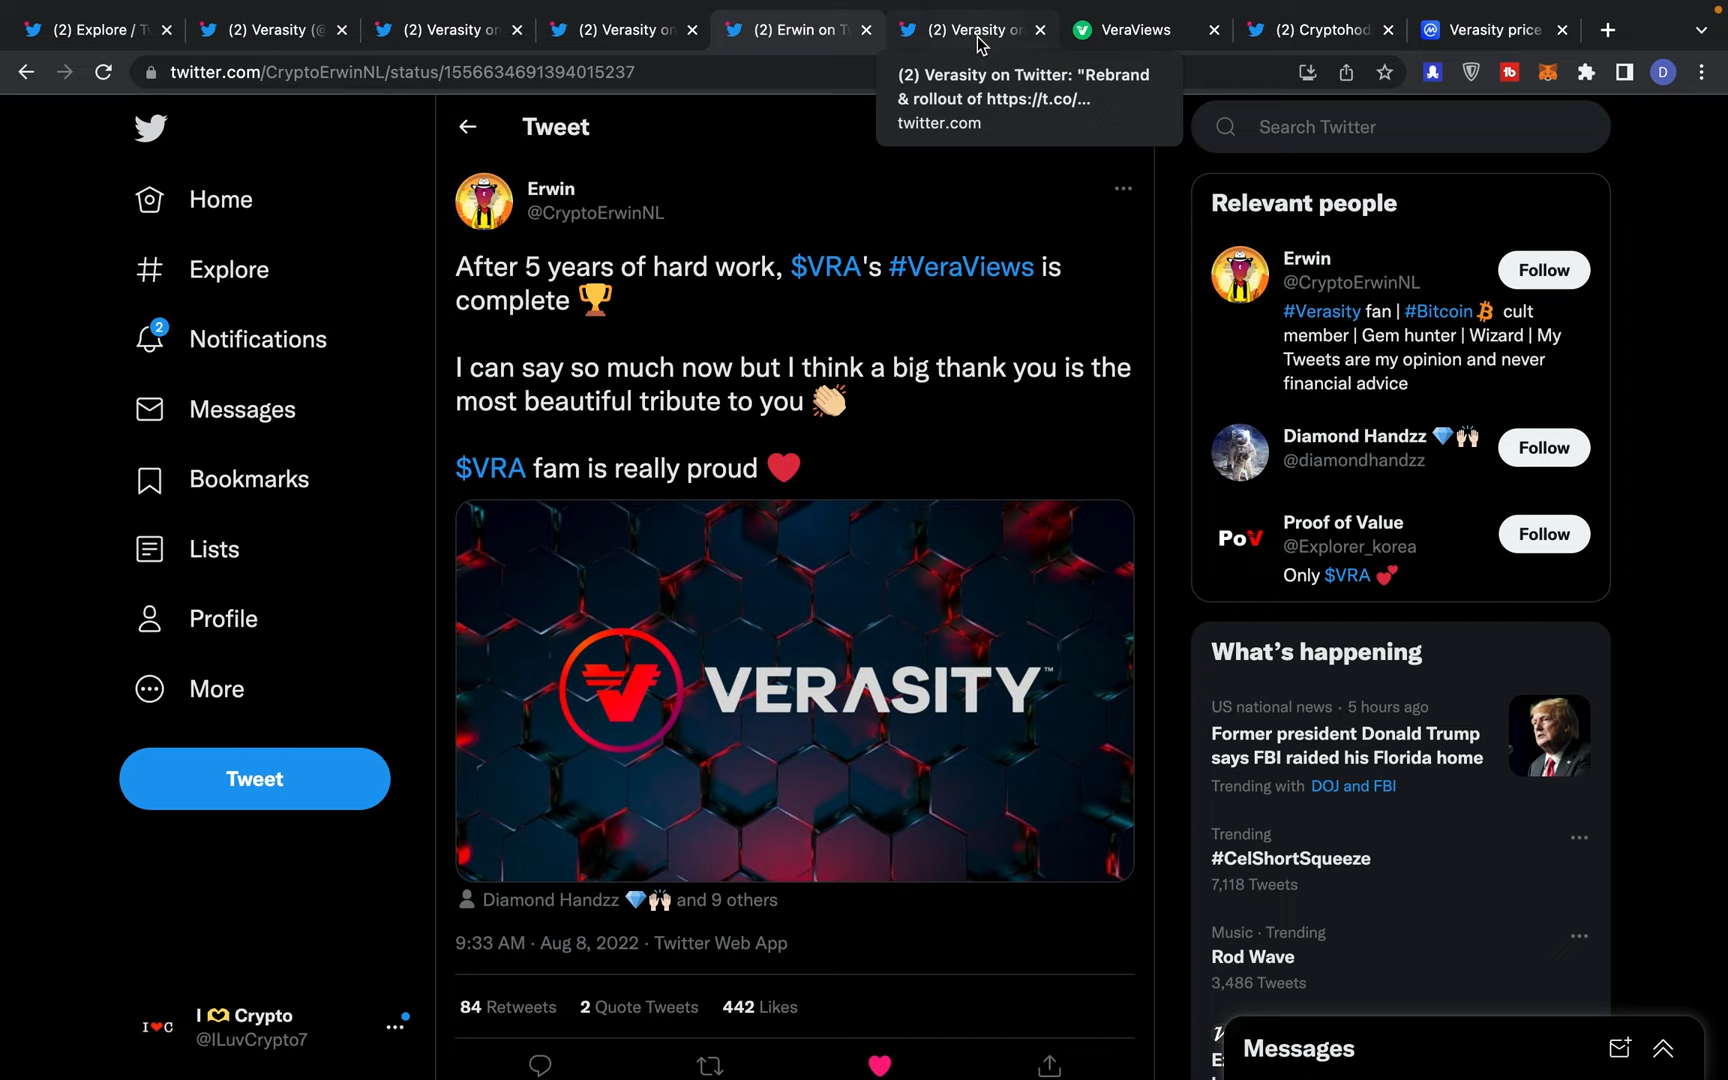 (2) Explore / T
(2) Verasity (@
(2) Verasity on
(2) Verasity on
(2) Erwin on T
(2) Verasity on
VeraViews
(2) Cryptohod
Verasity price
twitter.com/CryptoErwinNL/status/1556634691394015237
D
(2) Verasity on Twitter: "Rebrand
& rollout of https://t.co/...
twitter.com
Home
Explore
2
Notifications
Messages
Bookmarks
Lists
Profile
More
Tweet
I 🫶 Crypto
@ILuvCrypto7
I❤C
Tweet
Erwin
@CryptoErwinNL
After 5 years of hard work, $VRA's #VeraViews is
complete 🏆
I can say so much now but I think a big thank you is the
most beautiful tribute to you 👏🏻
$VRA fam is really proud ❤️
VERASITY™
Diamond Handzz 💎🙌🏻 and 9 others
9:33 AM · Aug 8, 2022 · Twitter Web App
84 Retweets 2 Quote Tweets 442 Likes
Search Twitter
Relevant people
Erwin
@CryptoErwinNL
Follow
#Verasity fan | #Bitcoin cult
member | Gem hunter | Wizard | My
Tweets are my opinion and never
financial advice
Diamond Handzz 💎🙌🏻
@diamondhandzz
Follow
PoV
Proof of Value
@Explorer_korea
Follow
Only $VRA 💕
What's happening
US national news · 5 hours ago
Former president Donald Trump
says FBI raided his Florida home
Trending with DOJ and FBI
Trending
#CelShortSqueeze
7,118 Tweets
Music · Trending
Rod Wave
3,486 Tweets
Messages